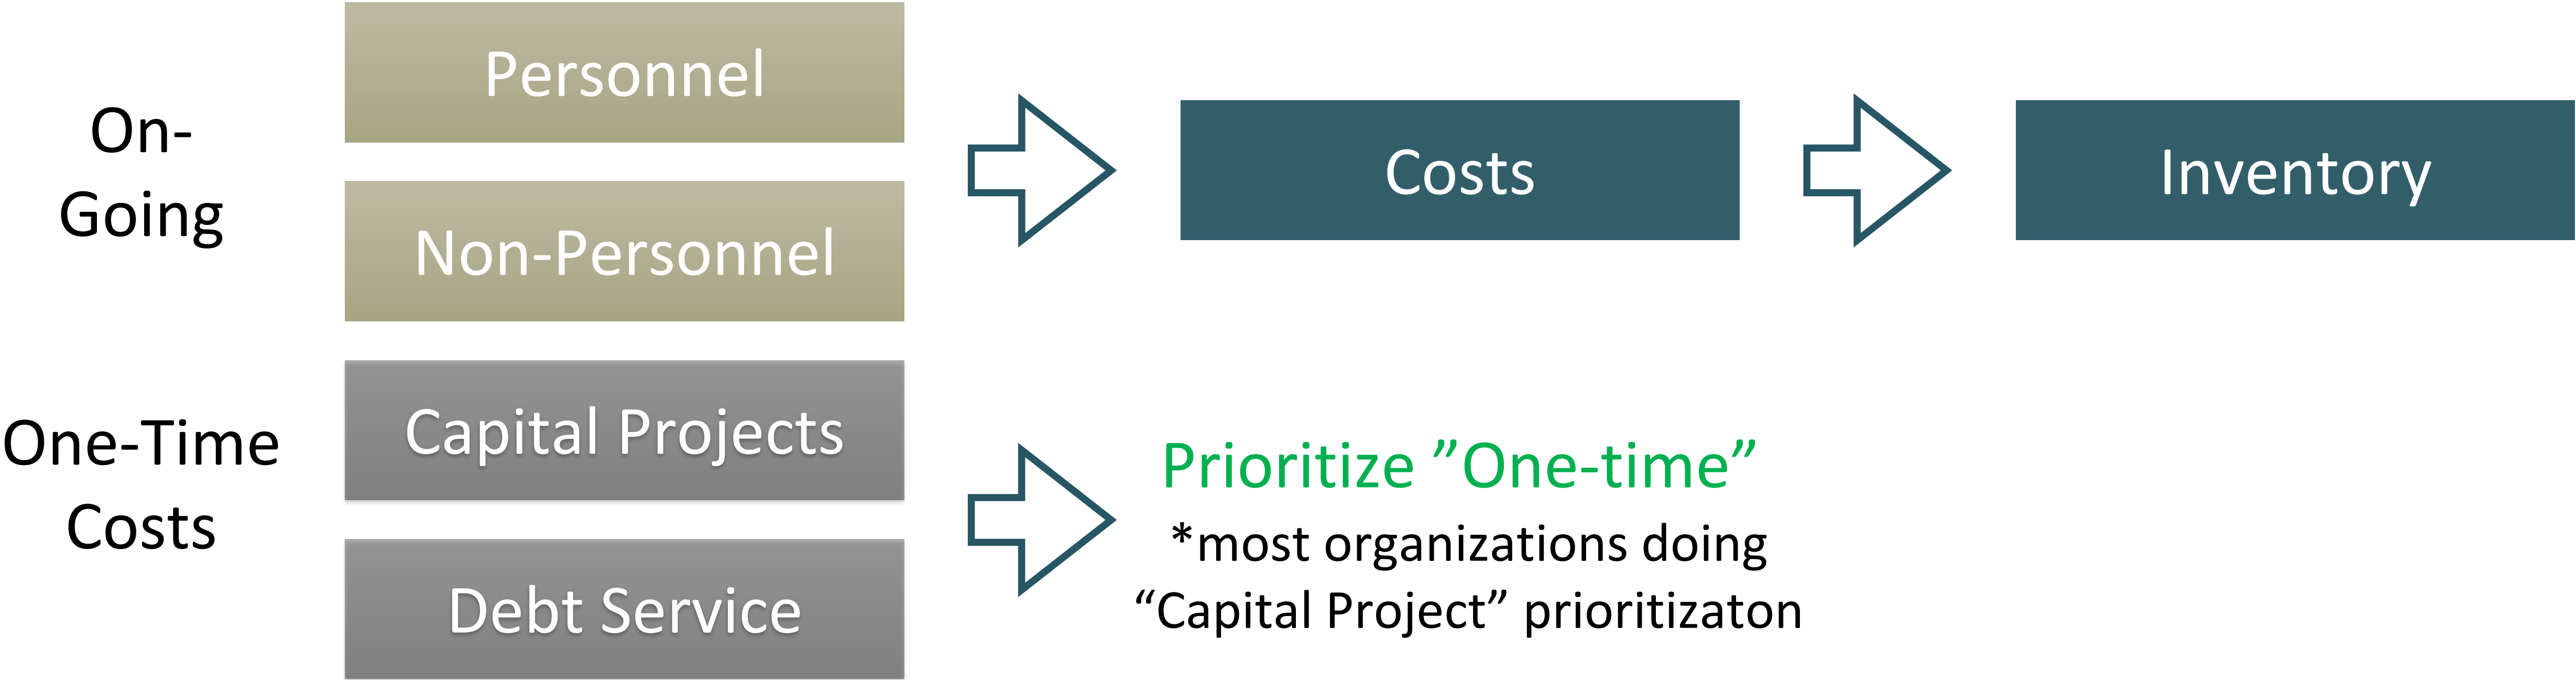 On-
Going
Personnel
Non-Personnel
Costs
Inventory
One-Time
Costs
Capital Projects
Debt Service
Prioritize ”One-time”
*most organizations doing
“Capital Project” prioritizaton